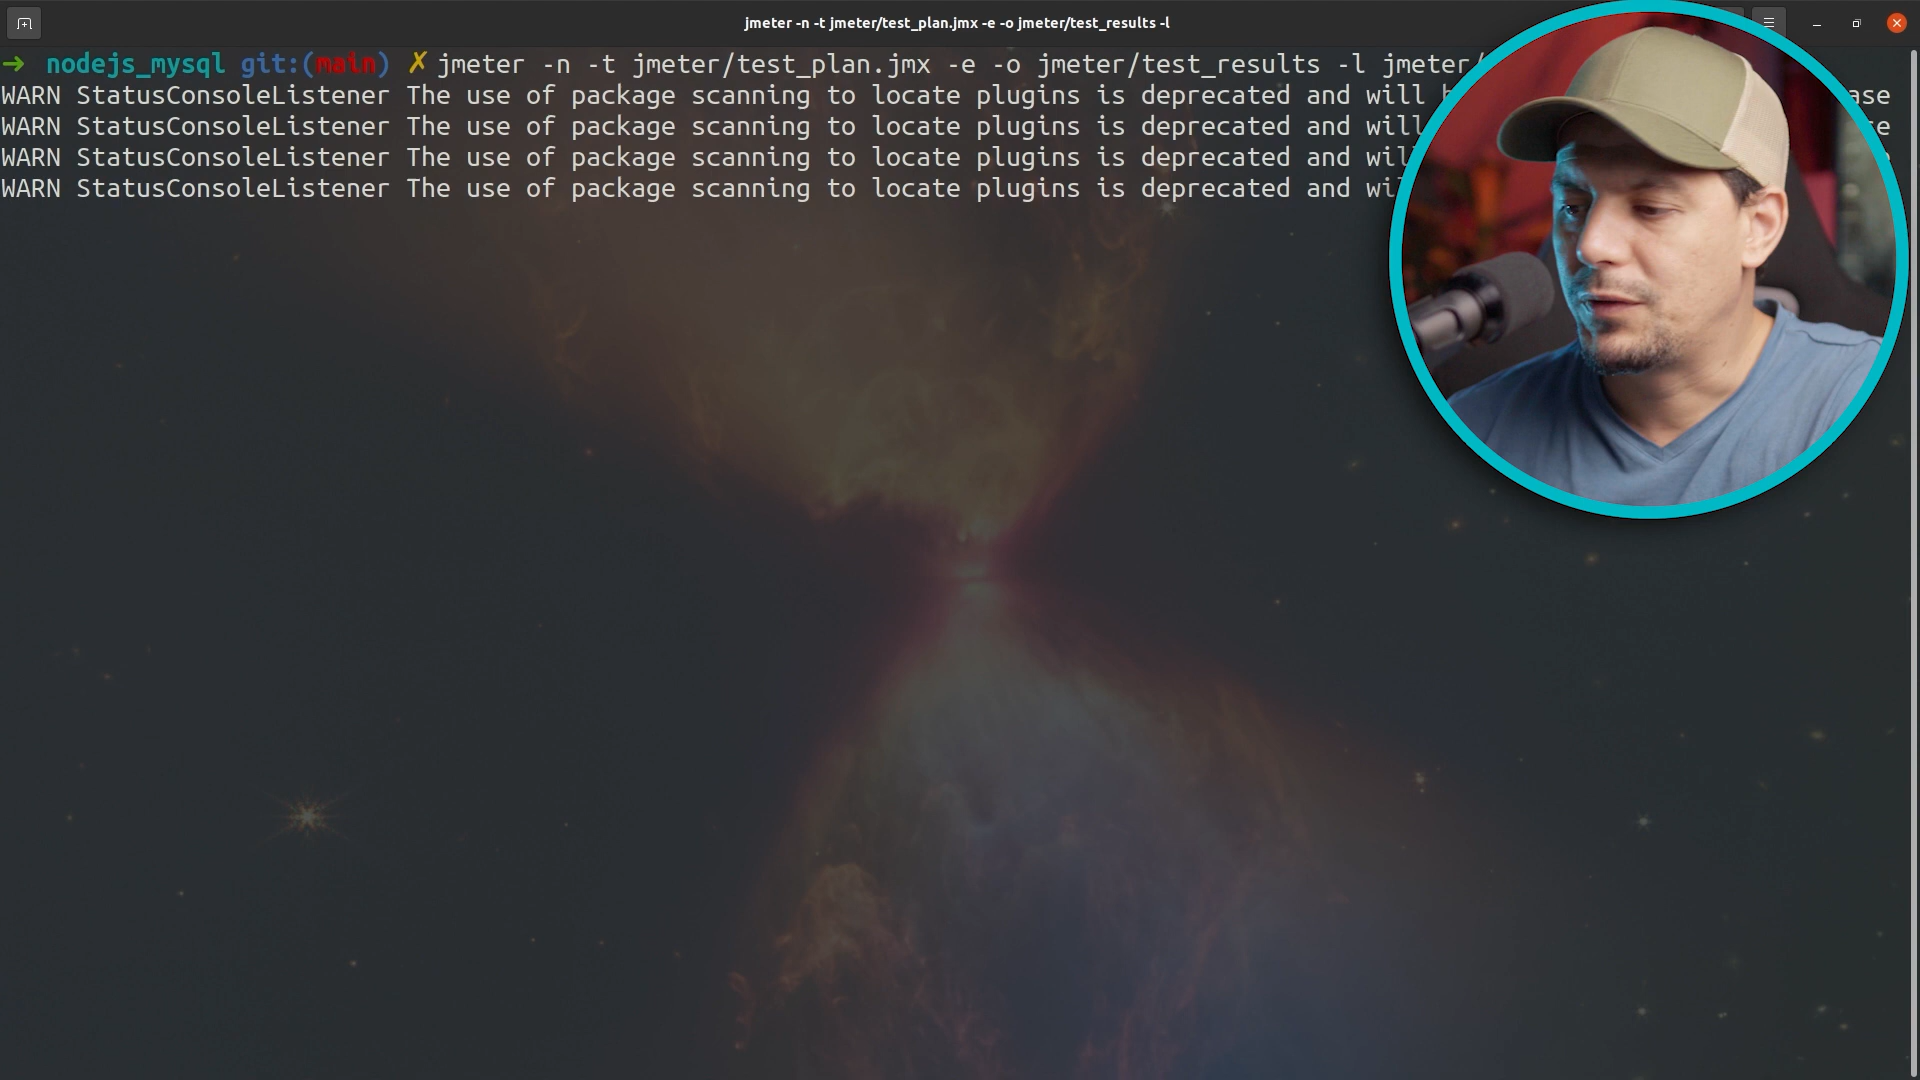 jmeter -n -t jmeter/test_plan.jmx -e -o jmeter/test_results -l
➜ nodejs_mysql git:(main) ✗ jmeter -n -t jmeter/test_plan.jmx -e -o jmeter/test_results -l jmeter/
WARN StatusConsoleListener The use of package scanning to locate plugins is deprecated and will
WARN StatusConsoleListener The use of package scanning to locate plugins is deprecated and will
WARN StatusConsoleListener The use of package scanning to locate plugins is deprecated and
WARN StatusConsoleListener The use of package scanning to locate plugins is deprecated and